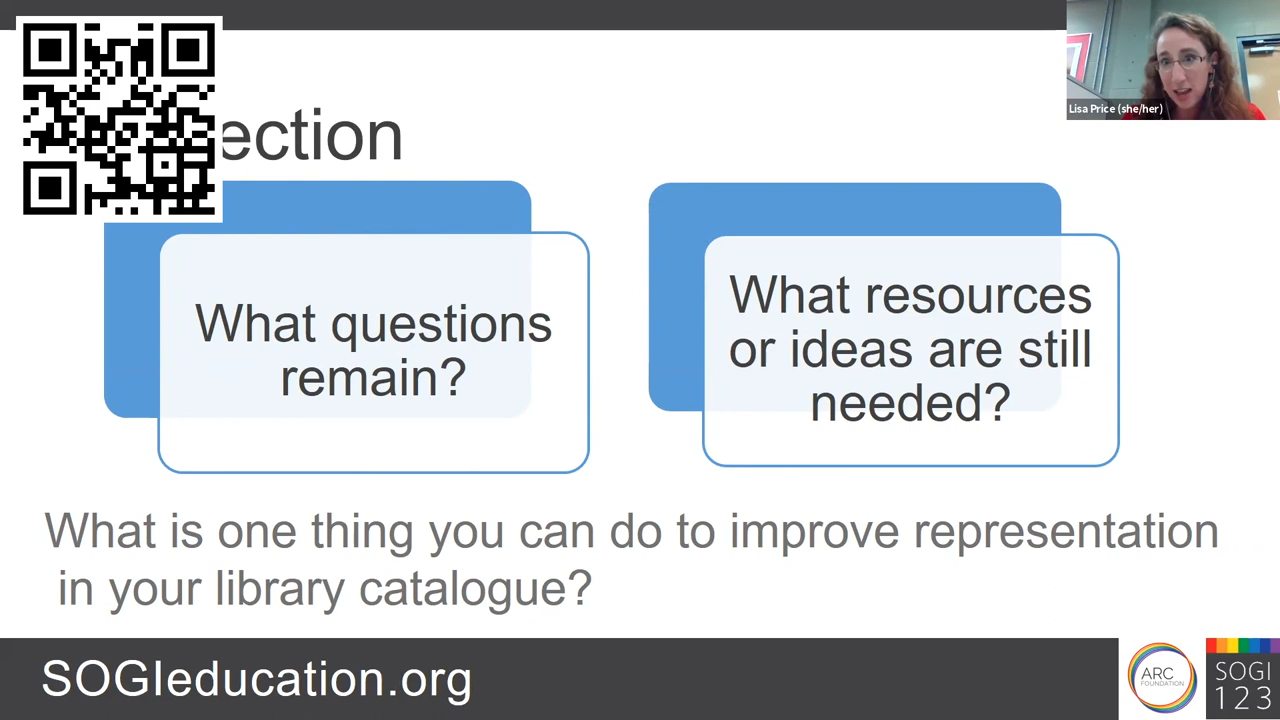 ection
Lisa Price (she/her)
What questions
remain?
What resources
or ideas are still
needed?
What is one thing you can do to improve representation
in your library catalogue?
SOGIeducation.org
ARC
FOUNDATION
SOGI
123